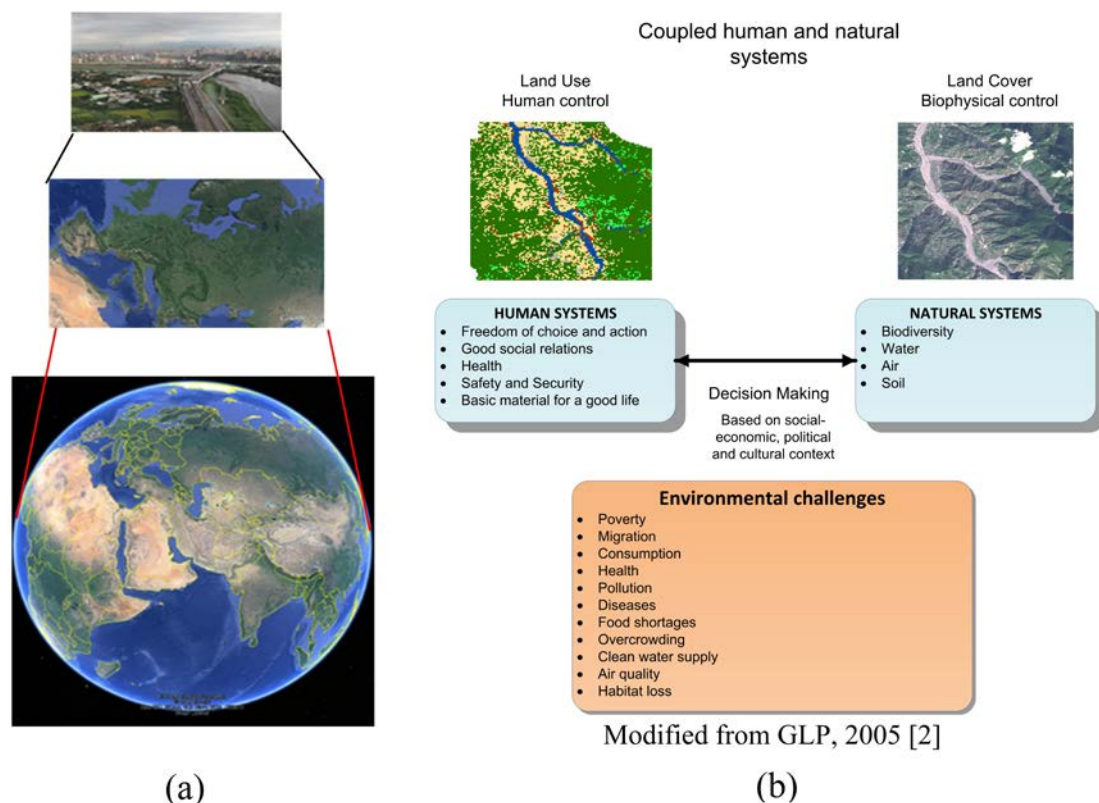 Coupled human and natural
systems
Land Use
Human control
Land Cover
Biophysical control
HUMAN SYSTEMS
• Freedom of choice and action
• Good social relations
• Health
• Safety and Security
• Basic material for a good life
NATURAL SYSTEMS
• Biodiversity
• Water
• Air
• Soil
Decision Making
Based on social-
economic, political
and cultural context
Environmental challenges
• Poverty
• Migration
• Consumption
• Health
• Pollution
• Diseases
• Food shortages
• Overcrowding
• Clean water supply
• Air quality
• Habitat loss
Modified from GLP, 2005 [2]
(a)
(b)